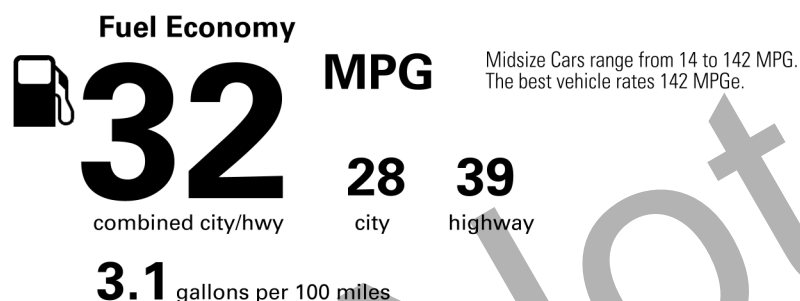 Fuel Economy
32
MPG
Midsize Cars range from 14 to 142 MPG.
The best vehicle rates 142 MPGe.
28
39
combined city/hwy
city
highway
3.1 gallons per 100 miles